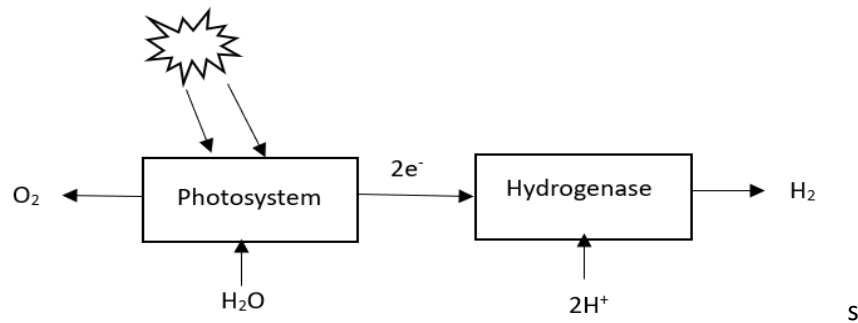 2e⁻
O₂
Photosystem
Hydrogenase
H₂
H₂O
2H⁺
s